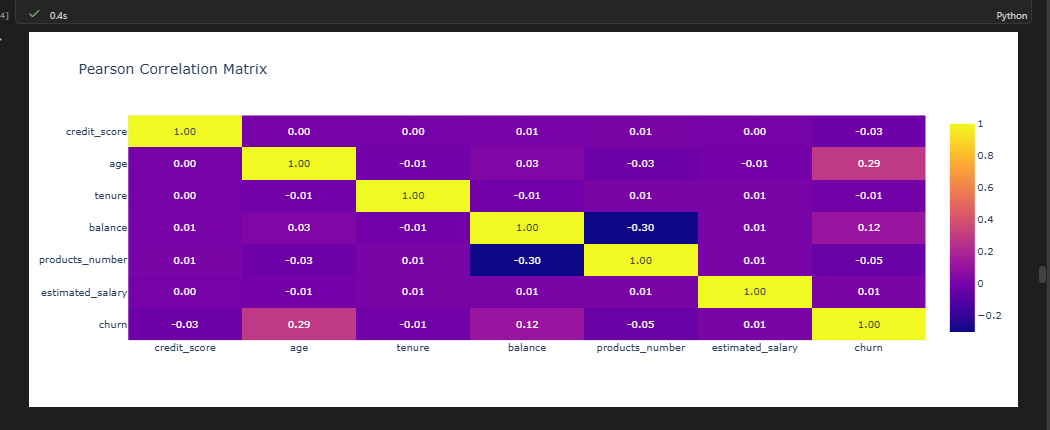 4] 0.4s Python
Pearson Correlation Matrix
credit_score 1.00 0.00 0.00 0.01 0.01 0.00 -0.03
age 0.00 1.00 -0.01 0.03 -0.03 -0.01 0.29
tenure 0.00 -0.01 1.00 -0.01 0.01 0.01 -0.01
balance 0.01 0.03 -0.01 1.00 -0.30 0.01 0.12
products_number 0.01 -0.03 0.01 -0.30 1.00 0.01 -0.05
estimated_salary 0.00 -0.01 0.01 0.01 0.01 1.00 0.01
churn -0.03 0.29 -0.01 0.12 -0.05 0.01 1.00
credit_score age tenure balance products_number estimated_salary churn
1
0.8
0.6
0.4
0.2
0
−0.2